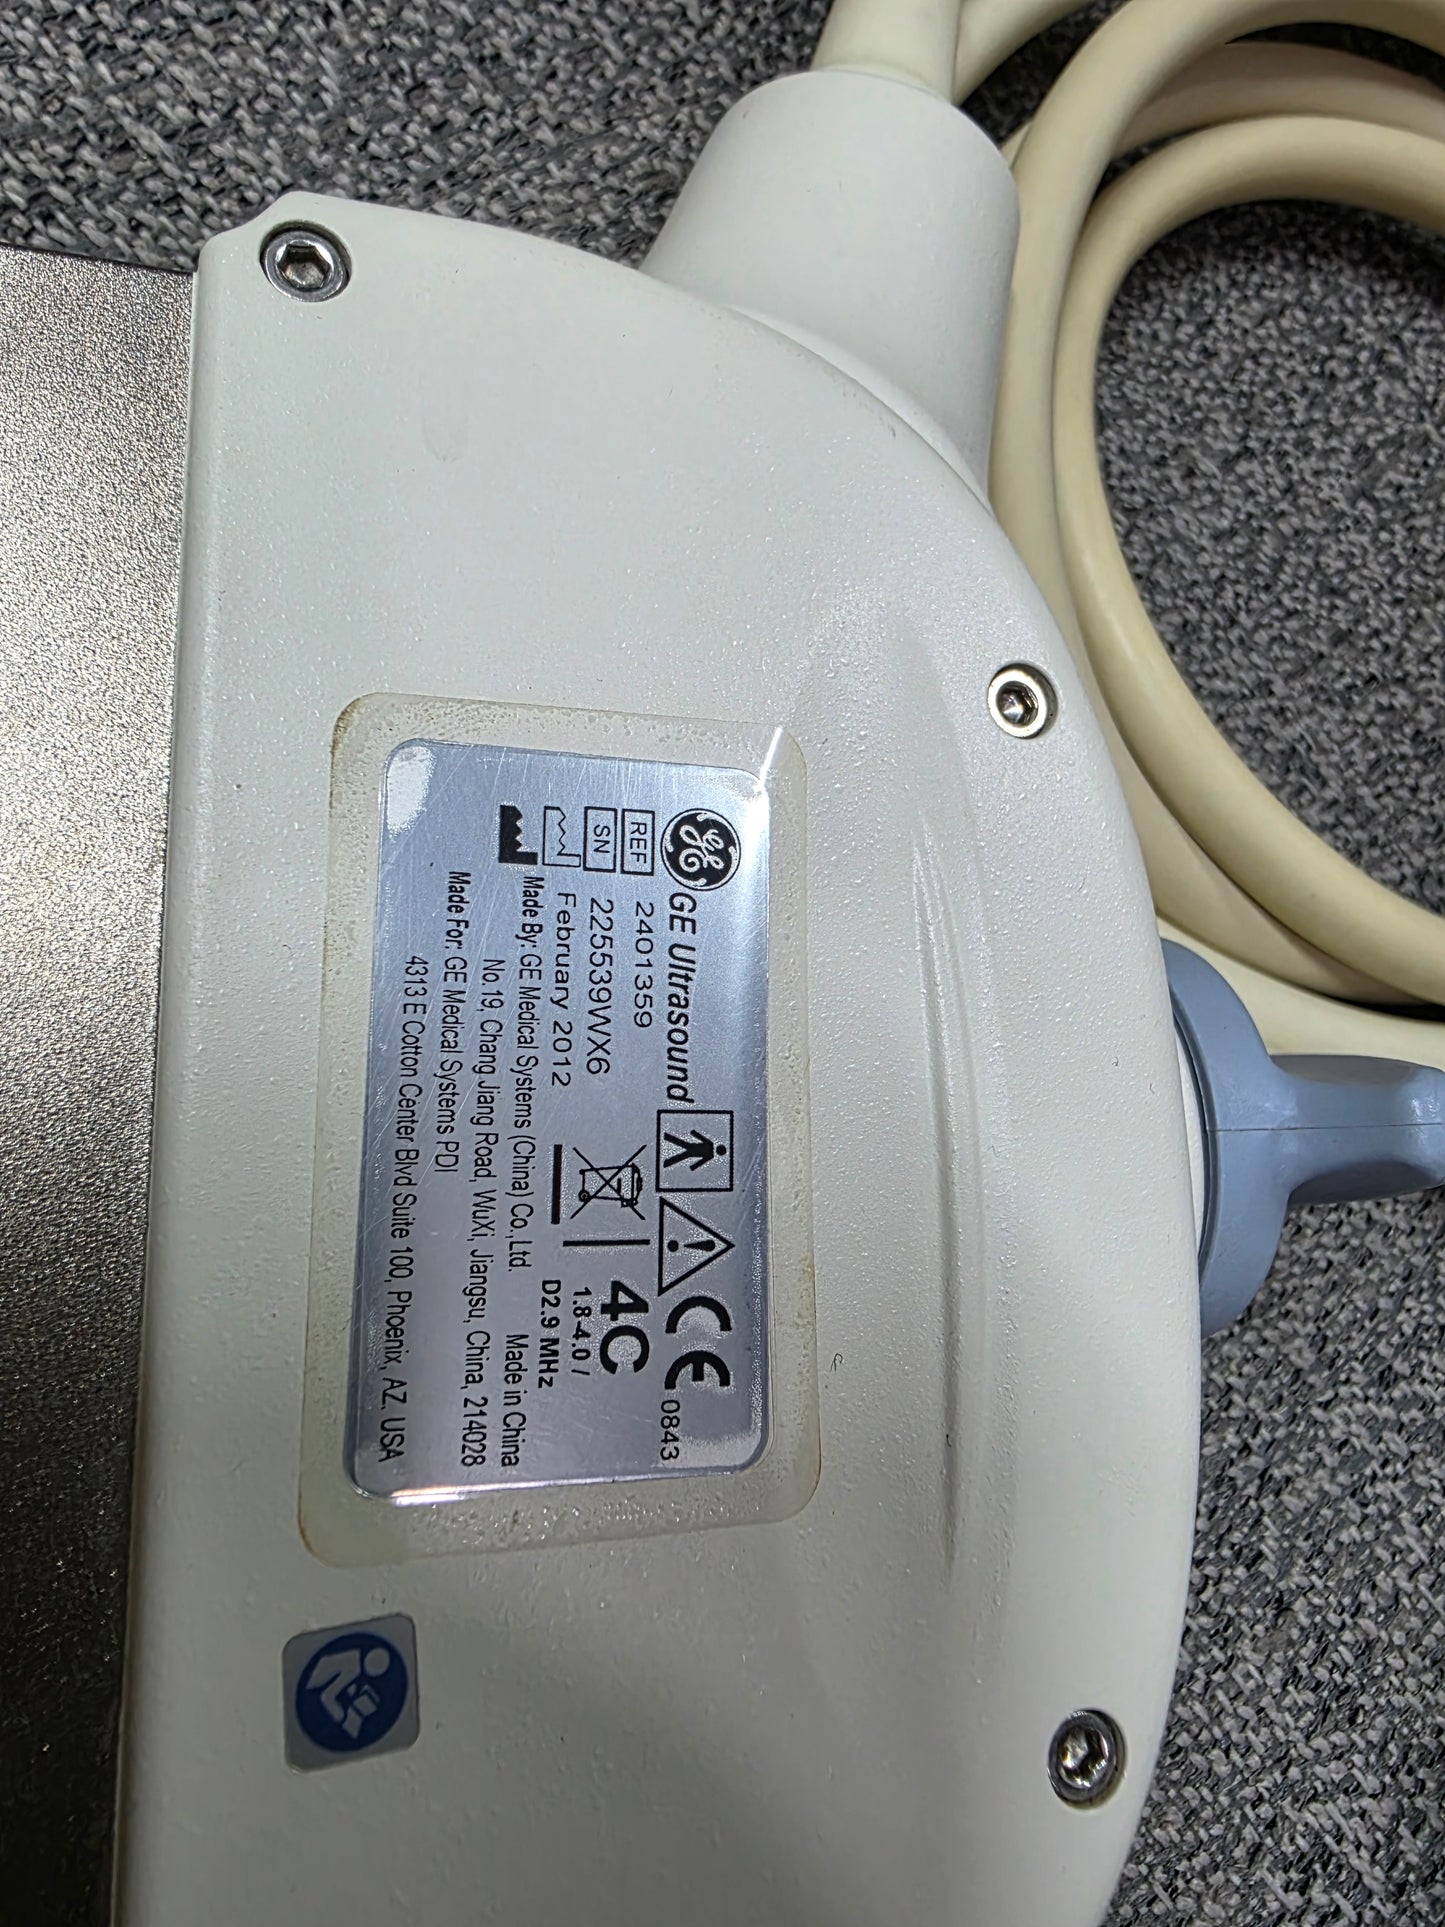 GE Ultrasound
0843
REF 2401359
SN 225539WX6
4C
1.8-4.0 /
D2.9 MHz
February 2012
Made By: GE Medical Systems (China) Co.,Ltd. Made in China
No.19, Chang Jiang Road, WuXi, Jiangsu, China, 214028
Made For: GE Medical Systems PDI
4313 E Cotton Center Blvd Suite 100, Phoenix, AZ, USA